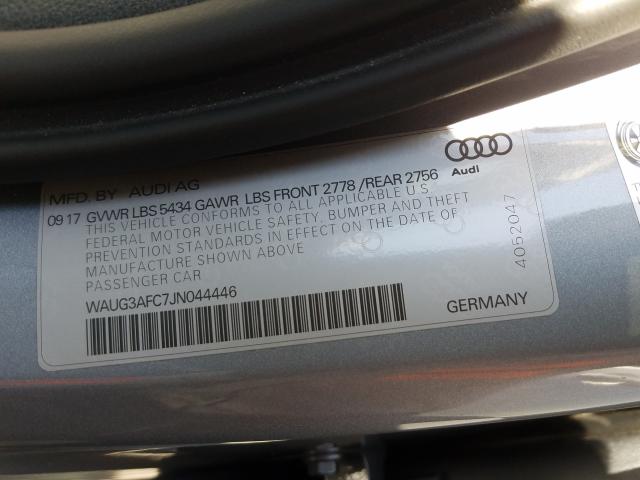 MFD. BY AUDI AG
09 17 GVWR LBS 5434 GAWR LBS FRONT 2778 /REAR 2756
THIS VEHICLE CONFORMS TO ALL APPLICABLE U.S.
FEDERAL MOTOR VEHICLE SAFETY, BUMPER AND THEFT
PREVENTION STANDARDS IN EFFECT ON THE DATE OF
MANUFACTURE SHOWN ABOVE
PASSENGER CAR
WAUG3AFC7JN044446
Audi
4052047
GERMANY